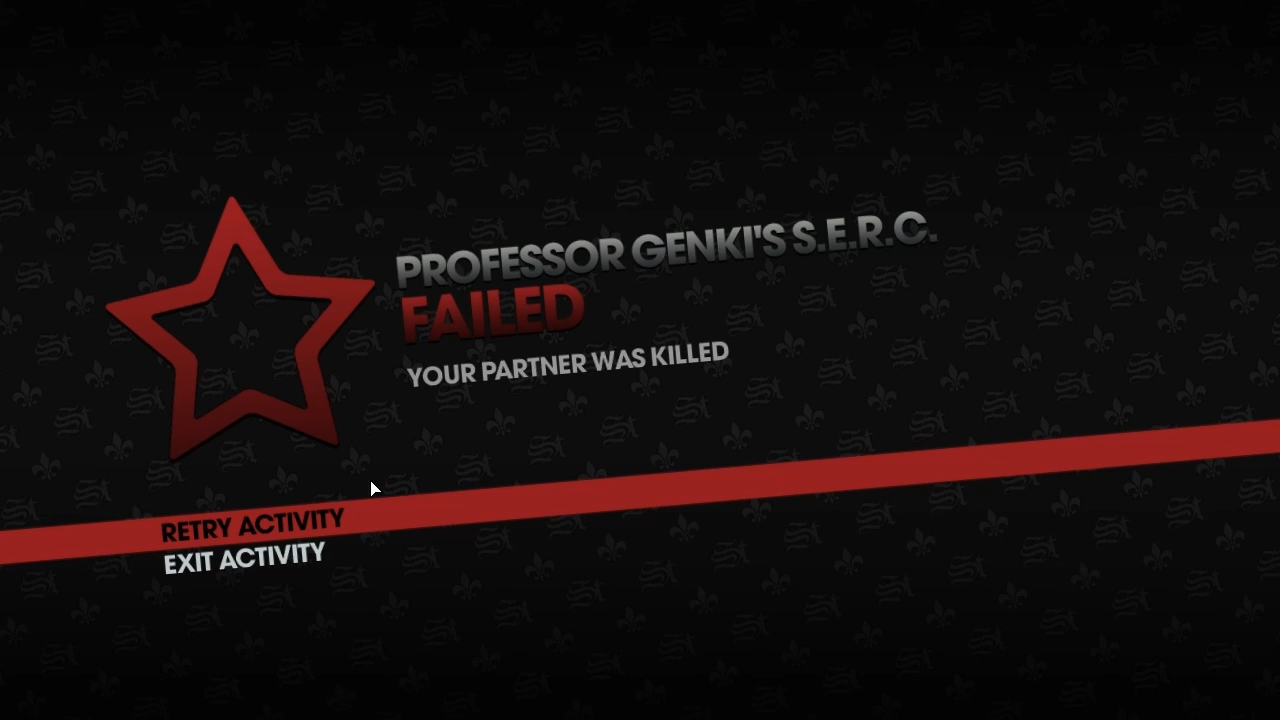 PROFESSOR GENKI'S S.E.R.C.
FAILED
YOUR PARTNER WAS KILLED
RETRY ACTIVITY
EXIT ACTIVITY